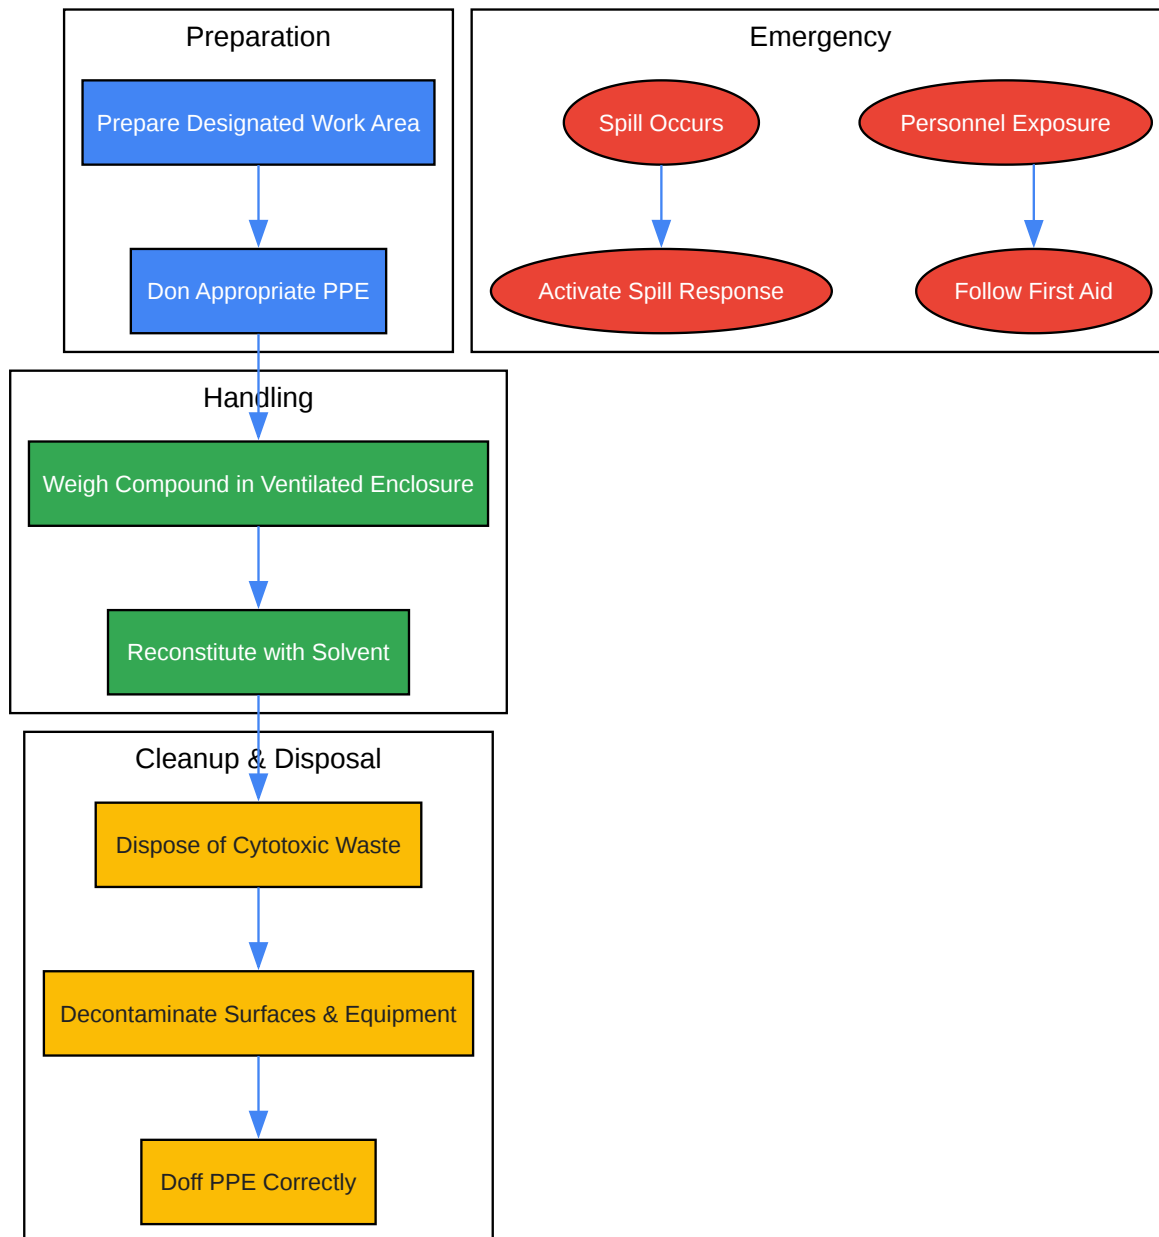 Preparation
Prepare Designated Work Area
Don Appropriate PPE
Emergency
Spill Occurs
Personnel Exposure
Activate Spill Response
Follow First Aid
Handling
Weigh Compound in Ventilated Enclosure
Reconstitute with Solvent
Cleanup & Disposal
Dispose of Cytotoxic Waste
Decontaminate Surfaces & Equipment
Doff PPE Correctly